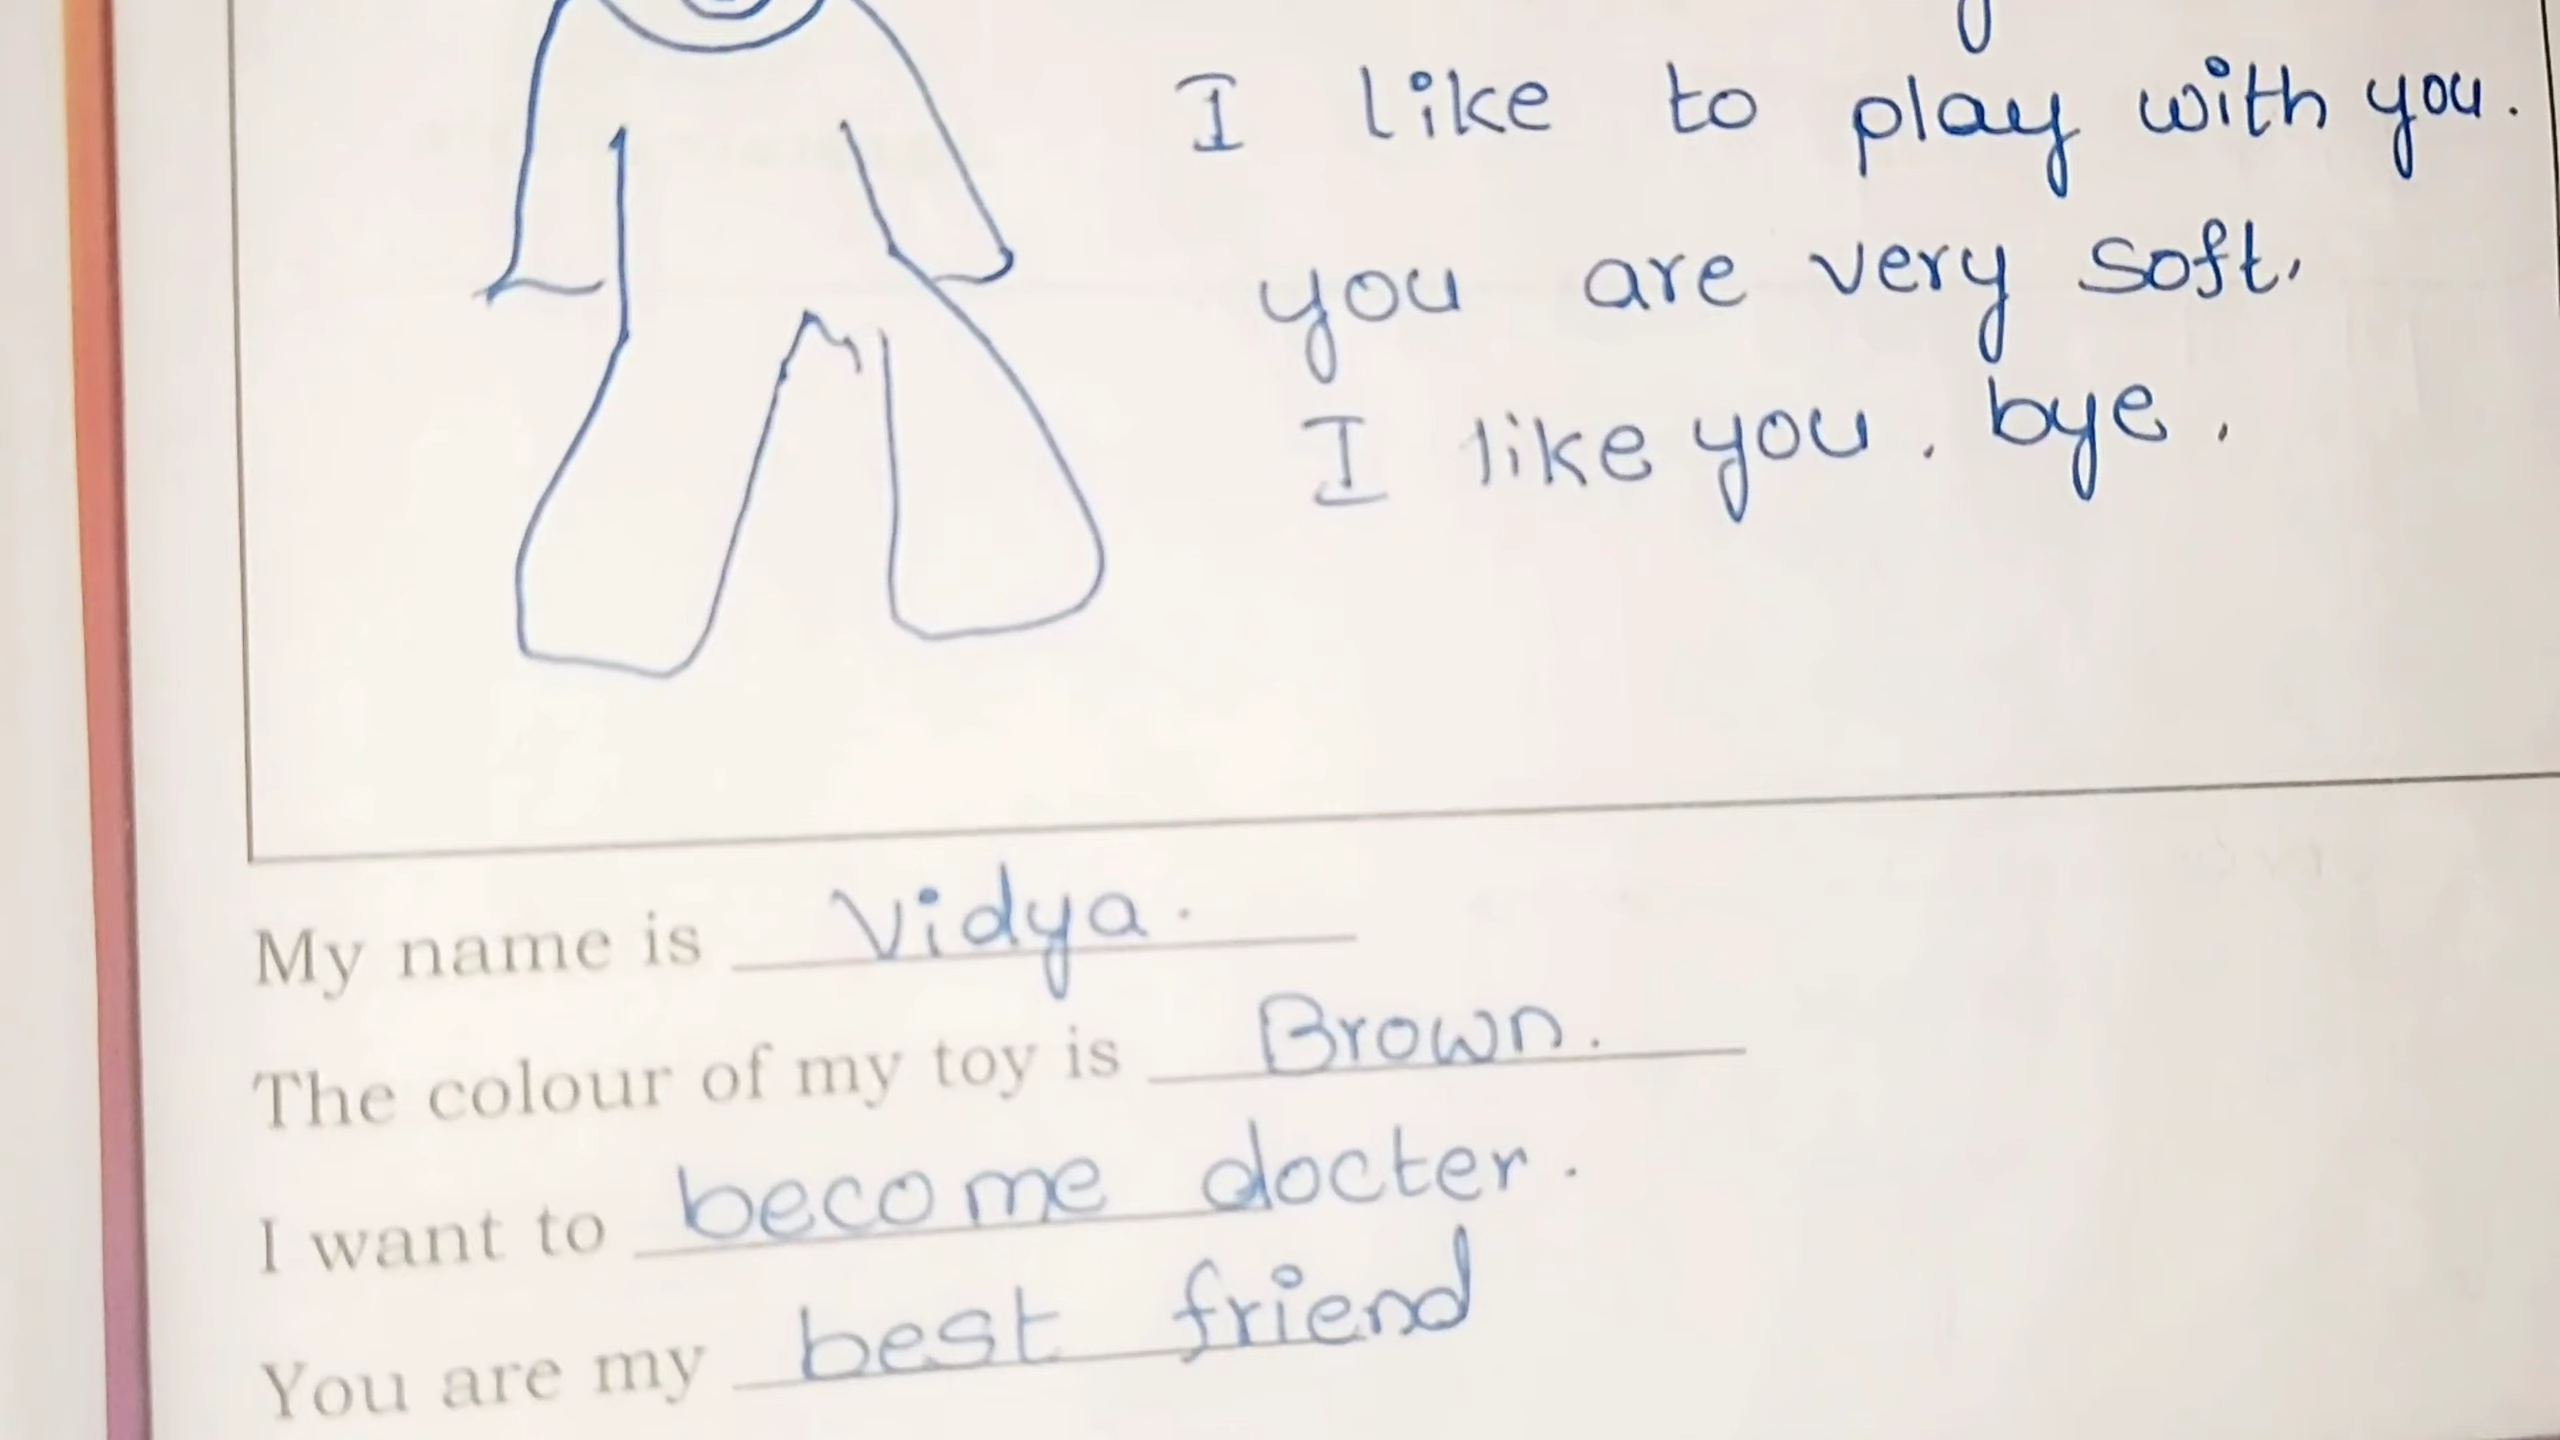 I like to play with you.
you are very soft.
I like you. bye.
My name is Vidya.
The colour of my toy is Brown.
I want to become docter.
You are my best friend